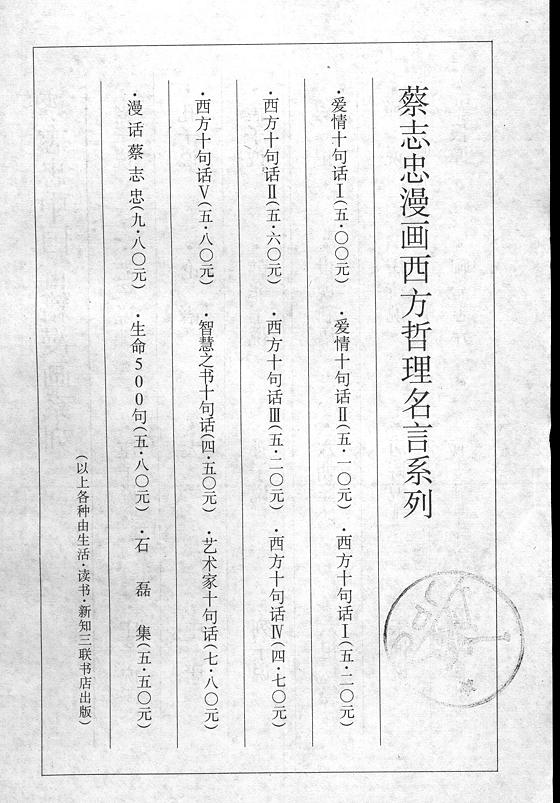 蔡志忠漫画西方哲理名言系列
·爱情十句话Ⅰ(五·〇〇元) ·爱情十句话Ⅱ(五·一〇元) ·西方十句话Ⅰ(五·二〇元)
·西方十句话Ⅱ(五·六〇元) ·西方十句话Ⅲ(五·二〇元) ·西方十句话Ⅳ(四·七〇元)
·西方十句话Ⅴ(五·八〇元) ·智慧之书十句话(四·五〇元) ·艺术家十句话(七·八〇元)
·漫话蔡志忠(九·八〇元) ·生命500句(五·八〇元) ·石磊集(五·五〇元)
(以上各种由生活·读书·新知三联书店出版)